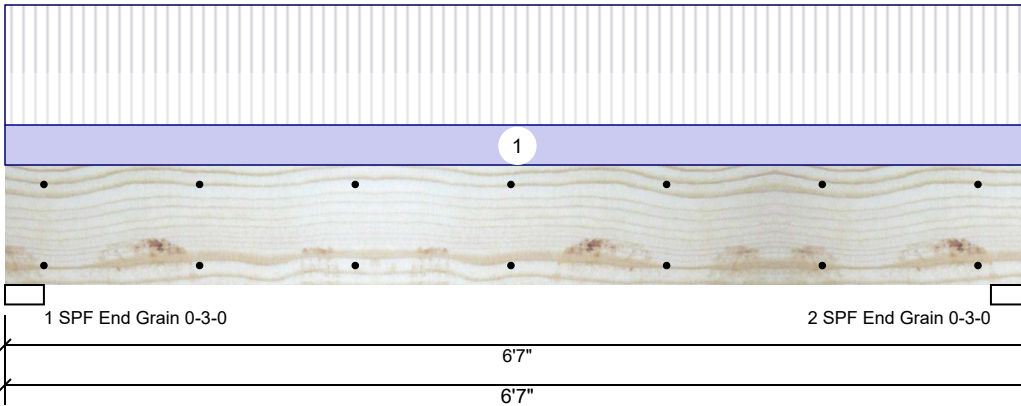 1
1 SPF End Grain 0-3-0
2 SPF End Grain 0-3-0
6'7"
6'7"